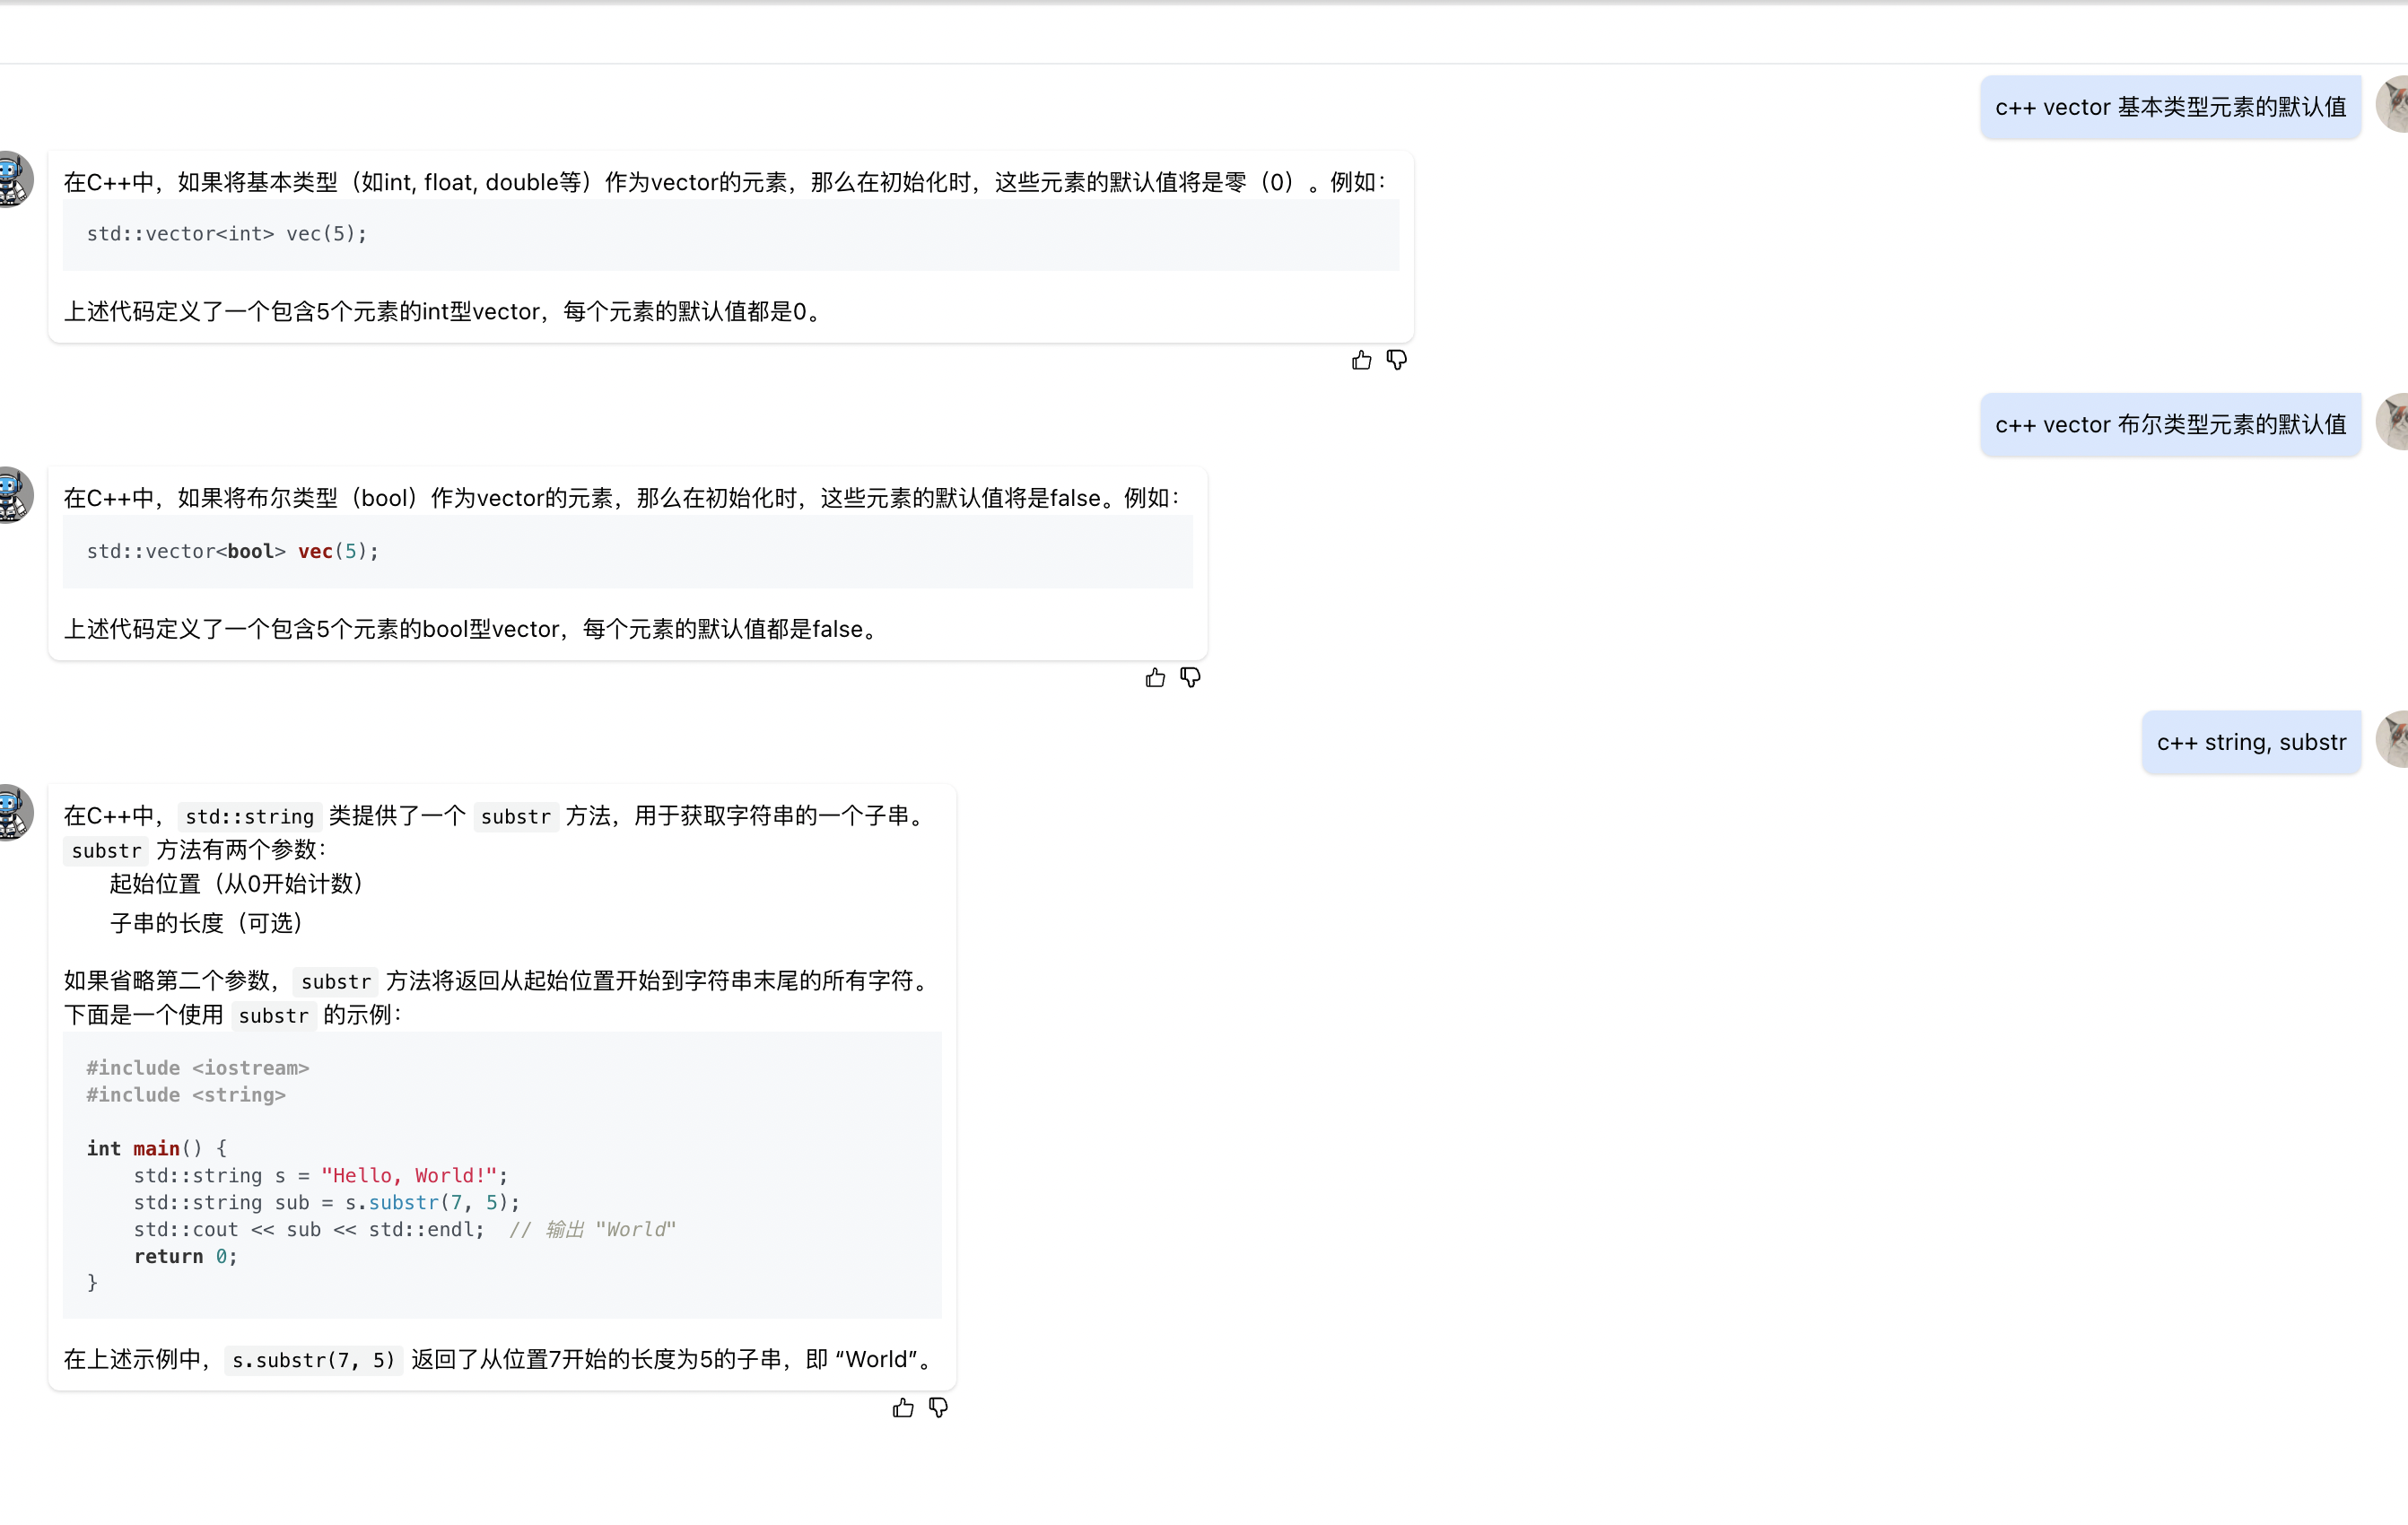 c++ vector 基本类型元素的默认值
在C++中，如果将基本类型（如int, float, double等）作为vector的元素，那么在初始化时，这些元素的默认值将是零（0）。例如：
std::vector<int> vec(5);
上述代码定义了一个包含5个元素的int型vector，每个元素的默认值都是0。
c++ vector 布尔类型元素的默认值
在C++中，如果将布尔类型（bool）作为vector的元素，那么在初始化时，这些元素的默认值将是false。例如：
std::vector<bool> vec(5);
上述代码定义了一个包含5个元素的bool型vector，每个元素的默认值都是false。
c++ string, substr
在C++中， std::string 类提供了一个 substr 方法，用于获取字符串的一个子串。
substr 方法有两个参数：
起始位置（从0开始计数）
子串的长度（可选）
如果省略第二个参数， substr 方法将返回从起始位置开始到字符串末尾的所有字符。
下面是一个使用 substr 的示例：
#include <iostream>
#include <string>
int main() {
std::string s = "Hello, World!";
std::string sub = s.substr(7, 5);
std::cout << sub << std::endl;  // 输出 "World"
return 0;
}
在上述示例中， s.substr(7, 5) 返回了从位置7开始的长度为5的子串，即 “World”。